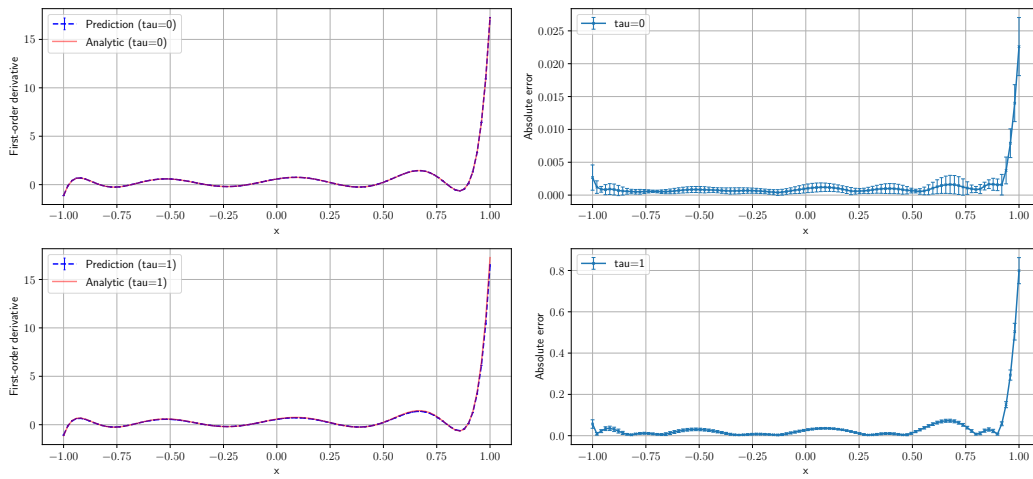 First-order derivative
15
10
5
0
Prediction (tau=0)
Analytic (tau=0)
−1.00 −0.75 −0.50 −0.25 0.00 0.25 0.50 0.75 1.00
x
Absolute error
0.025
0.020
0.015
0.010
0.005
0.000
tau=0
−1.00 −0.75 −0.50 −0.25 0.00 0.25 0.50 0.75 1.00
x
First-order derivative
15
10
5
0
Prediction (tau=1)
Analytic (tau=1)
−1.00 −0.75 −0.50 −0.25 0.00 0.25 0.50 0.75 1.00
x
Absolute error
0.8
0.6
0.4
0.2
0.0
tau=1
−1.00 −0.75 −0.50 −0.25 0.00 0.25 0.50 0.75 1.00
x